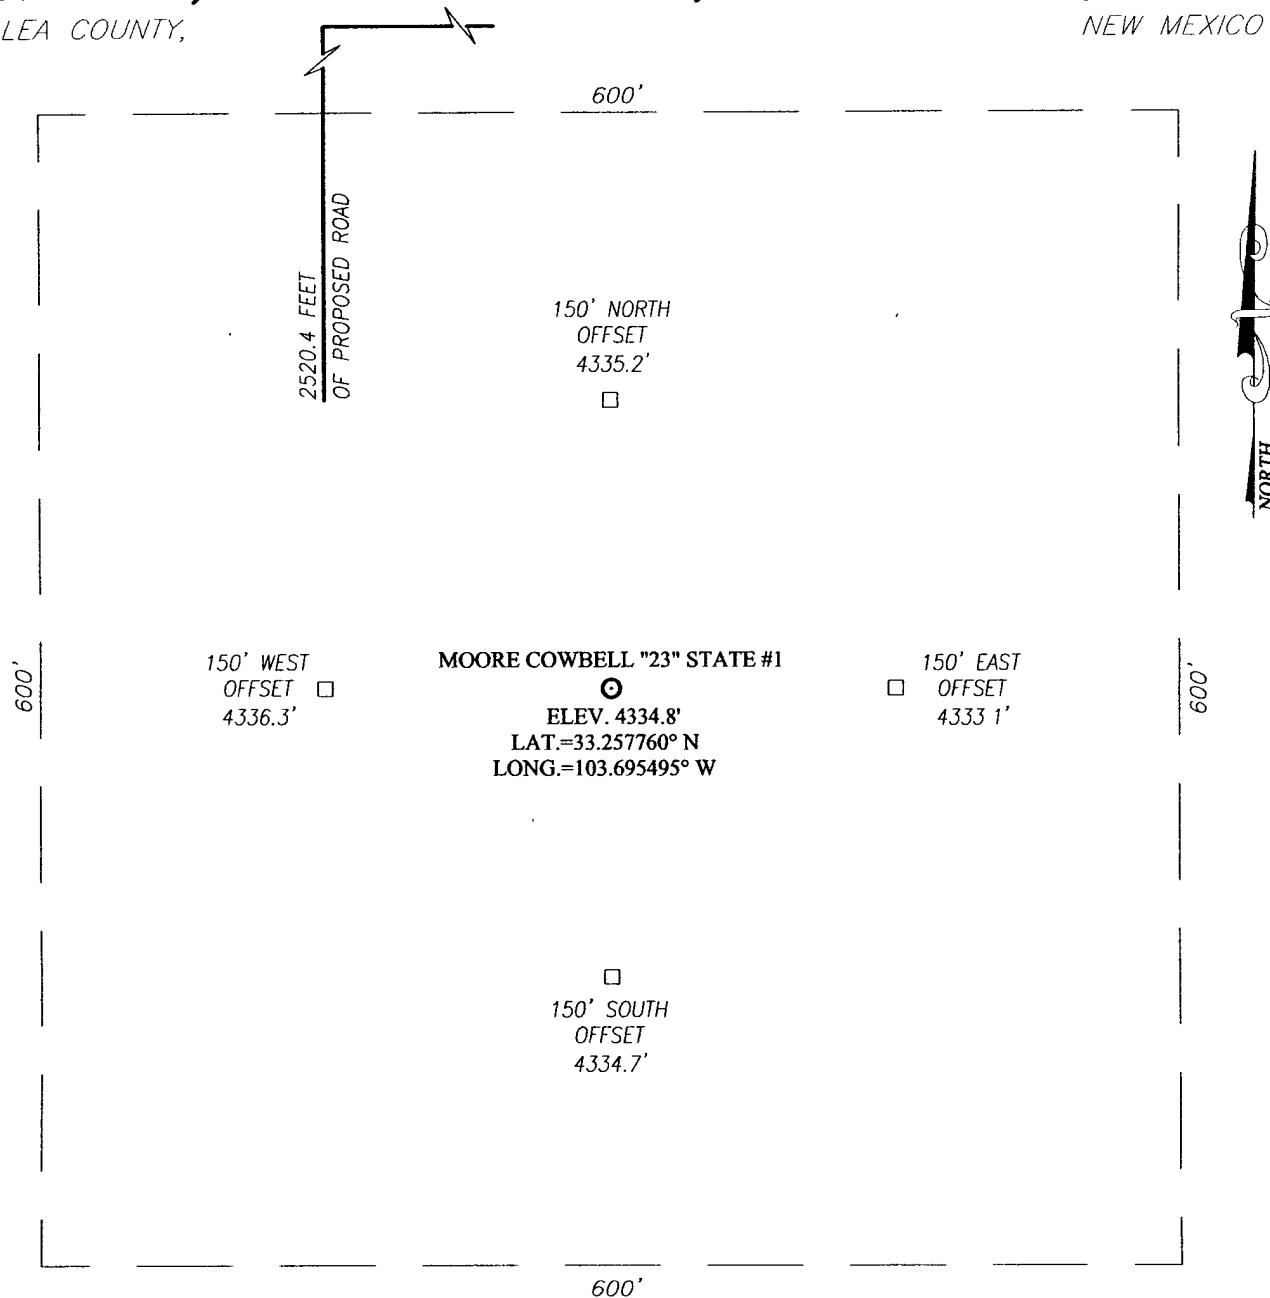 LEA COUNTY,
NEW MEXICO
600'
2520.4 FEET
OF PROPOSED ROAD
150' NORTH
OFFSET
4335.2'
NORTH
600'
150' WEST
OFFSET
4336.3'
MOORE COWBELL "23" STATE #1
ELEV. 4334.8'
LAT.=33.257760° N
LONG.=103.695495° W
150' EAST
OFFSET
4333 1'
600'
150' SOUTH
OFFSET
4334.7'
600'